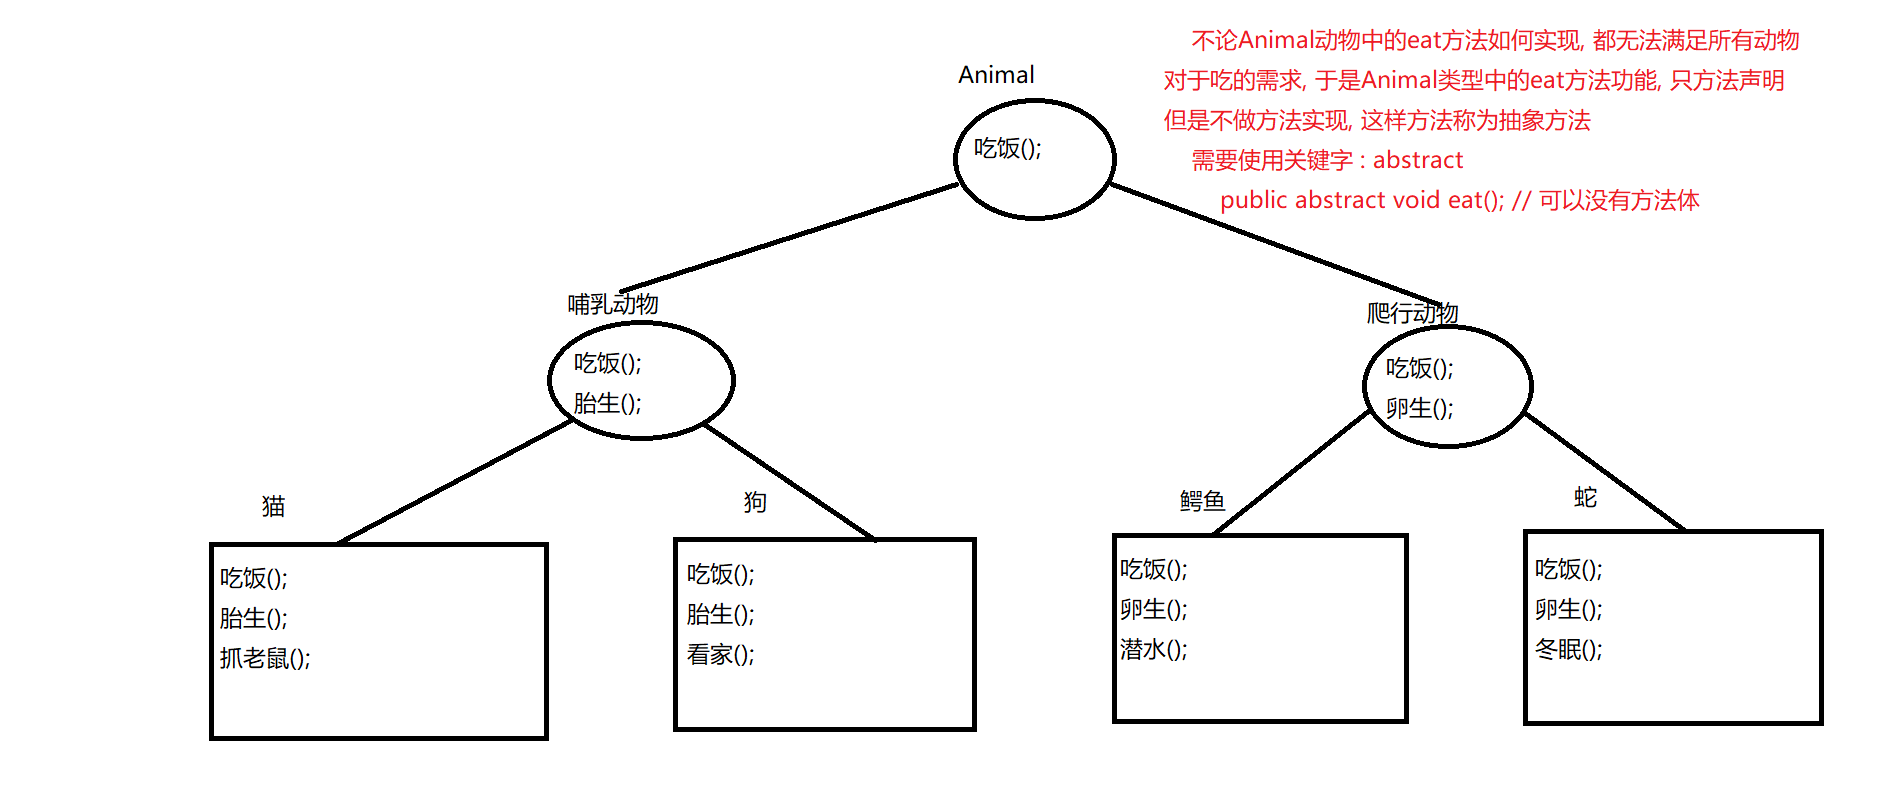 不论Animal动物中的eat方法如何实现, 都无法满足所有动物
对于吃的需求, 于是Animal类型中的eat方法功能, 只方法声明
但是不做方法实现, 这样方法称为抽象方法
需要使用关键字 : abstract
public abstract void eat(); // 可以没有方法体
Animal
吃饭();
哺乳动物
吃饭();
胎生();
爬行动物
吃饭();
卵生();
猫
吃饭();
胎生();
抓老鼠();
狗
吃饭();
胎生();
看家();
鳄鱼
吃饭();
卵生();
潜水();
蛇
吃饭();
卵生();
冬眠();